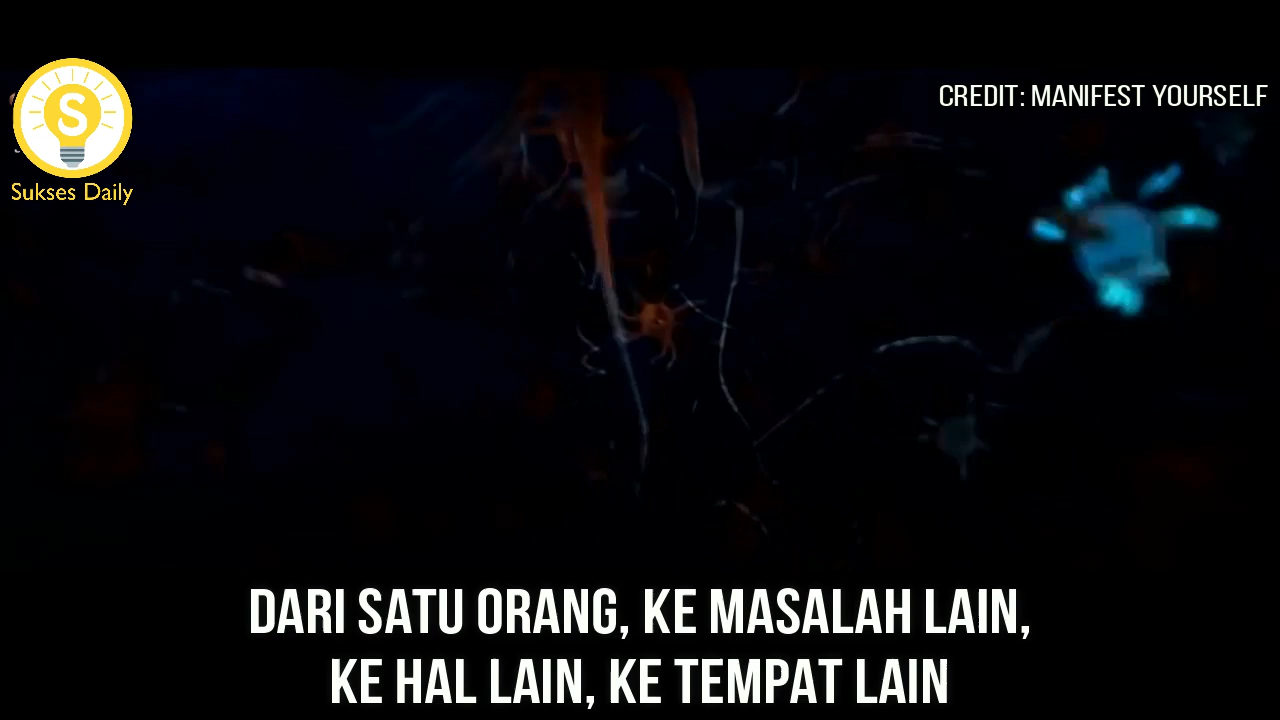 S
Sukses Daily
CREDIT: MANIFEST YOURSELF
DARI SATU ORANG, KE MASALAH LAIN,
KE HAL LAIN, KE TEMPAT LAIN